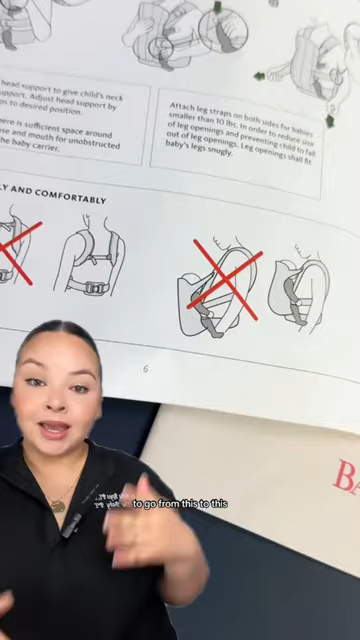 head support to give child's neck
support. Adjust head support by
to desired position.
here is sufficient space around
nose and mouth for unobstructed
the baby carrier.
Attach leg straps on both sides for babies
smaller than 10 lbs. In order to reduce size
of leg openings and preventing child to fall
out of leg openings. Leg openings shall fit
baby's legs snugly.
LY AND COMFORTABLY
6
BA
to go from this to this